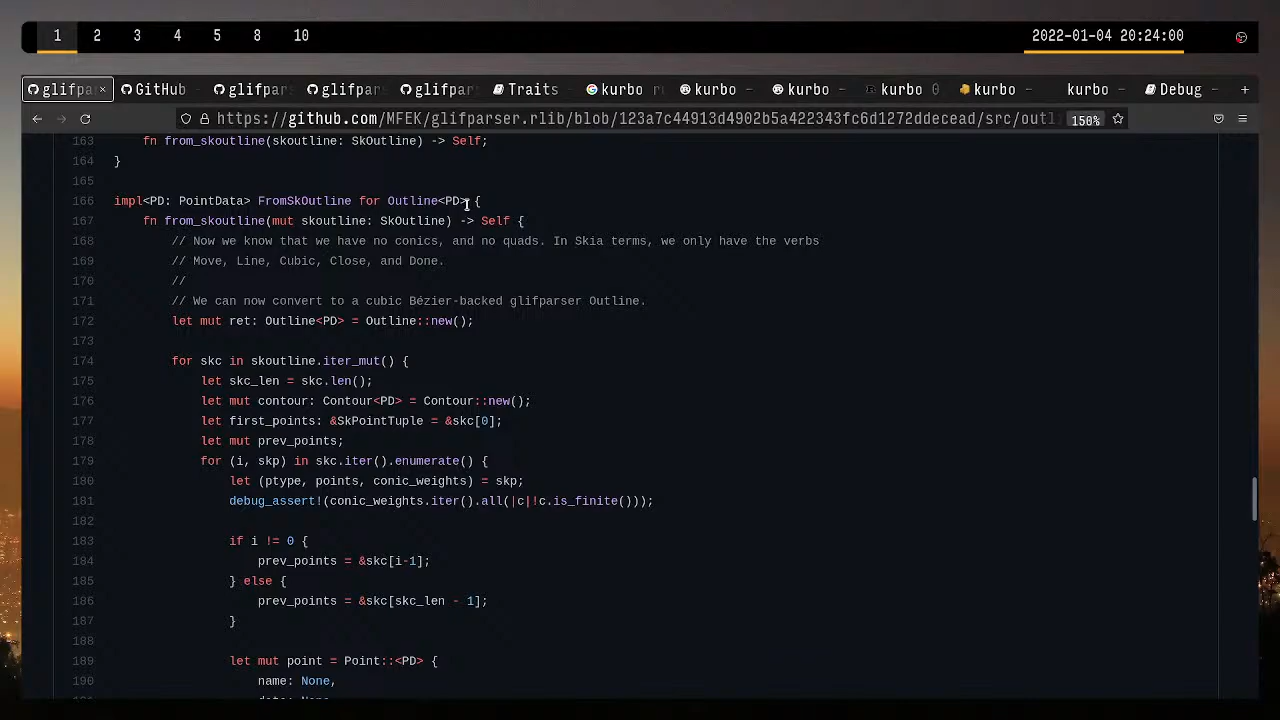 1 2 3 4 5 8 10 2022-01-04 20:24:00
glifpa × GitHub glifpars glifpars glifpars Traits kurbo kurbo kurbo kurbo kurbo kurbo Debug +
https://github.com/MFEK/glifparser.rlib/blob/123a7c44913d4902b5a422343fc6d1272ddecead/src/outl 150%
163 fn from_skoutline(skoutline: SkOutline) -> Self;
164 }
165
166 impl<PD: PointData> FromSkOutline for Outline<PD> {
167 fn from_skoutline(mut skoutline: SkOutline) -> Self {
168 // Now we know that we have no conics, and no quads. In Skia terms, we only have the verbs
169 // Move, Line, Cubic, Close, and Done.
170 //
171 // We can now convert to a cubic Bézier-backed glifparser Outline.
172 let mut ret: Outline<PD> = Outline::new();
173
174 for skc in skoutline.iter_mut() {
175 let skc_len = skc.len();
176 let mut contour: Contour<PD> = Contour::new();
177 let first_points: &SkPointTuple = &skc[0];
178 let mut prev_points;
179 for (i, skp) in skc.iter().enumerate() {
180 let (ptype, points, conic_weights) = skp;
181 debug_assert!(conic_weights.iter().all(|c|!c.is_finite()));
182
183 if i != 0 {
184 prev_points = &skc[i-1];
185 } else {
186 prev_points = &skc[skc_len - 1];
187 }
188
189 let mut point = Point::<PD> {
190 name: None,